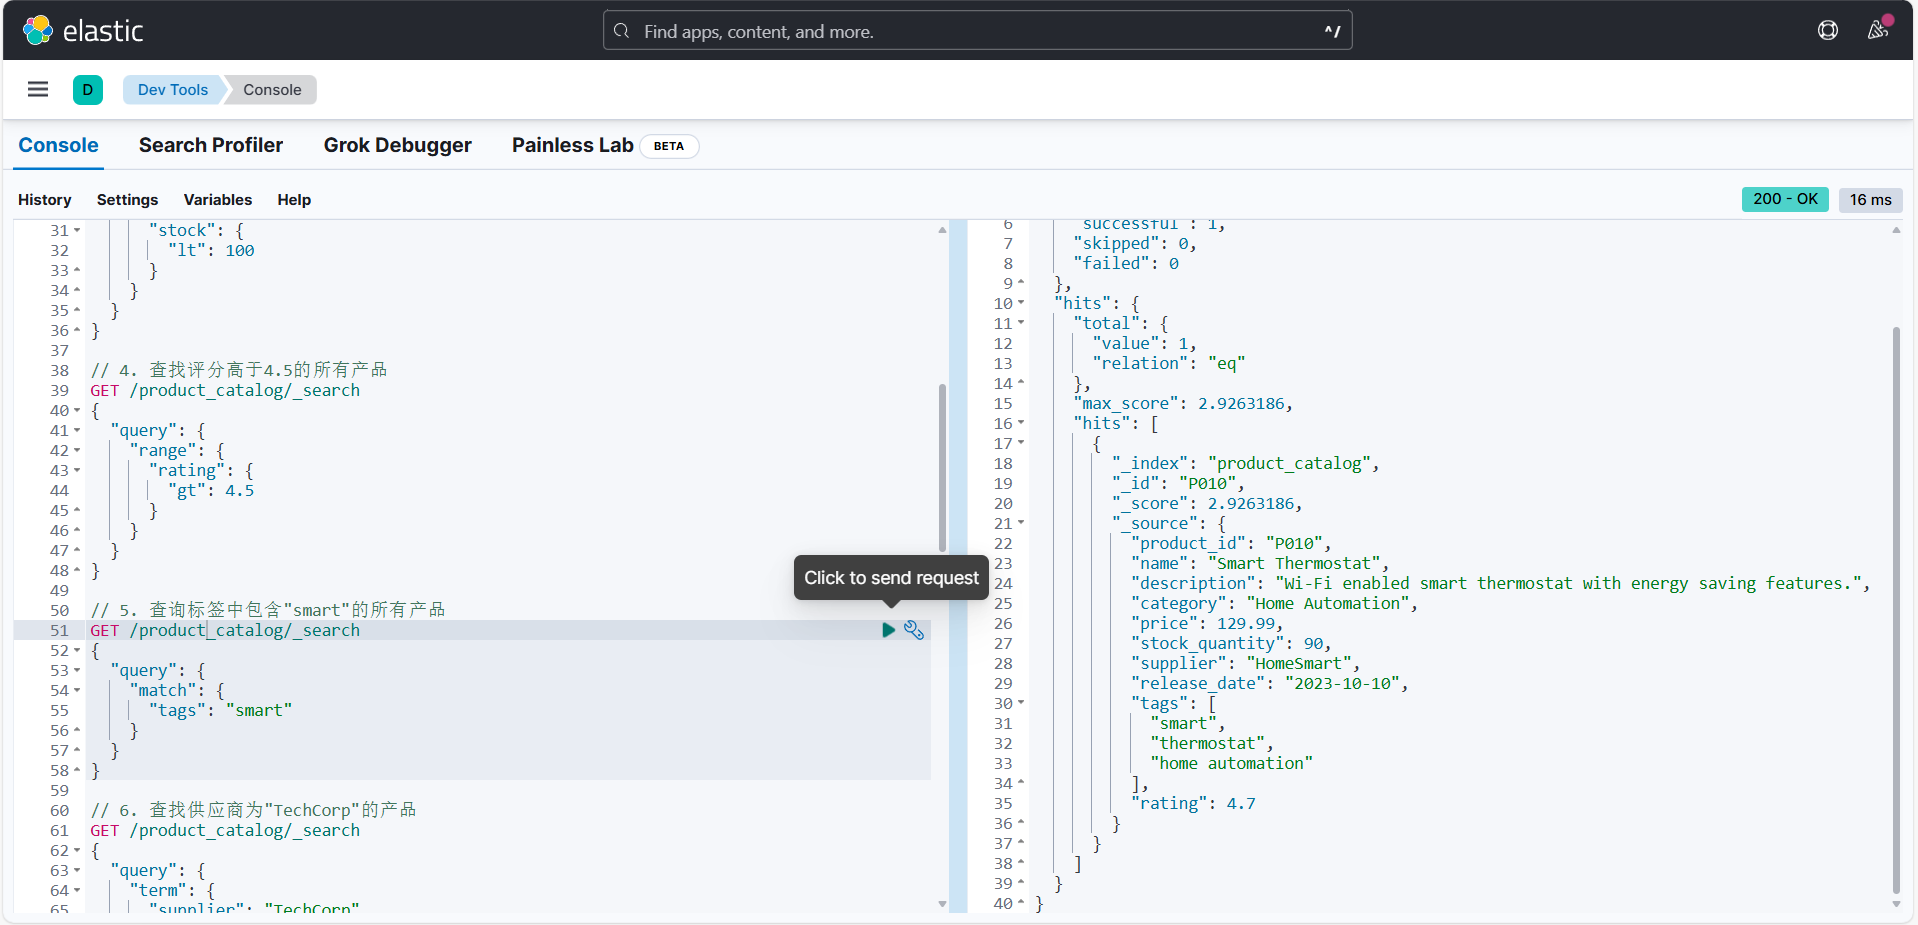 elastic
Find apps, content, and more.
^/
D
Dev Tools
Console
Console
Search Profiler
Grok Debugger
Painless Lab
BETA
History
Settings
Variables
Help
200 - OK
16 ms
31 "stock": {
32 "lt": 100
33 }
34 }
35 }
36 }
37
38 // 4. 查找评分高于4.5的所有产品
39 GET /product_catalog/_search
40 {
41 "query": {
42 "range": {
43 "rating": {
44 "gt": 4.5
45 }
46 }
47 }
48 }
49
50 // 5. 查询标签中包含"smart"的所有产品
51 GET /product_catalog/_search
52 {
53 "query": {
54 "match": {
55 "tags": "smart"
56 }
57 }
58 }
59
60 // 6. 查找供应商为"TechCorp"的产品
61 GET /product_catalog/_search
62 {
63 "query": {
64 "term": {
65 "supplier": "TechCorp"
Click to send request
6 "successful": 1,
7 "skipped": 0,
8 "failed": 0
9 },
10 "hits": {
11 "total": {
12 "value": 1,
13 "relation": "eq"
14 },
15 "max_score": 2.9263186,
16 "hits": [
17 {
18 "_index": "product_catalog",
19 "_id": "P010",
20 "_score": 2.9263186,
21 "_source": {
22 "product_id": "P010",
23 "name": "Smart Thermostat",
24 "description": "Wi-Fi enabled smart thermostat with energy saving features.",
25 "category": "Home Automation",
26 "price": 129.99,
27 "stock_quantity": 90,
28 "supplier": "HomeSmart",
29 "release_date": "2023-10-10",
30 "tags": [
31 "smart",
32 "thermostat",
33 "home automation"
34 ],
35 "rating": 4.7
36 }
37 }
38 ]
39 }
40 }